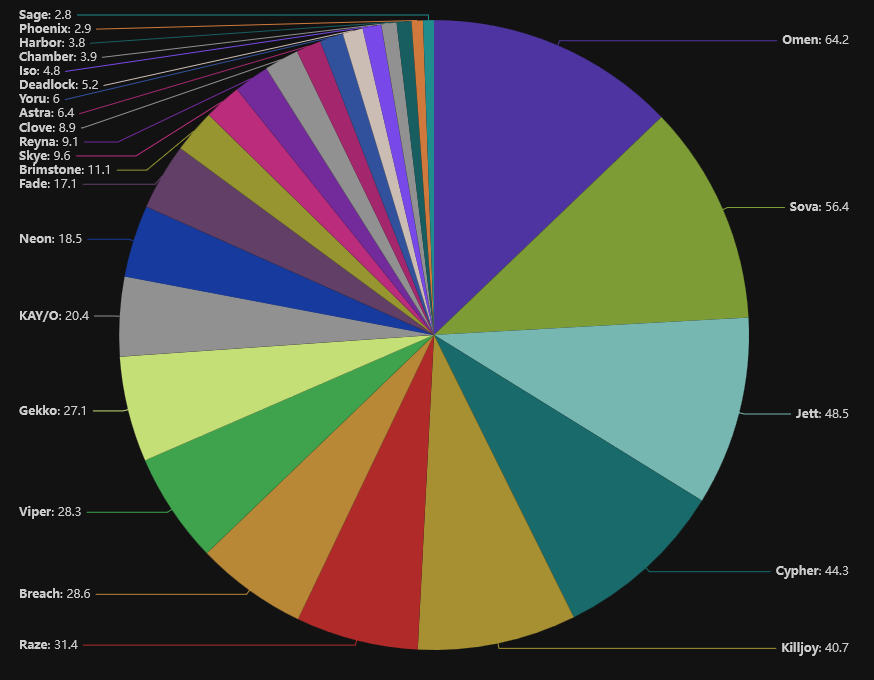 Sage: 2.8
Phoenix: 2.9
Harbor: 3.8
Chamber: 3.9
Iso: 4.8
Deadlock: 5.2
Yoru: 6
Astra: 6.4
Clove: 8.9
Reyna: 9.1
Skye: 9.6
Brimstone: 11.1
Fade: 17.1
Neon: 18.5
KAY/O: 20.4
Gekko: 27.1
Viper: 28.3
Breach: 28.6
Raze: 31.4
Omen: 64.2
Sova: 56.4
Jett: 48.5
Cypher: 44.3
Killjoy: 40.7